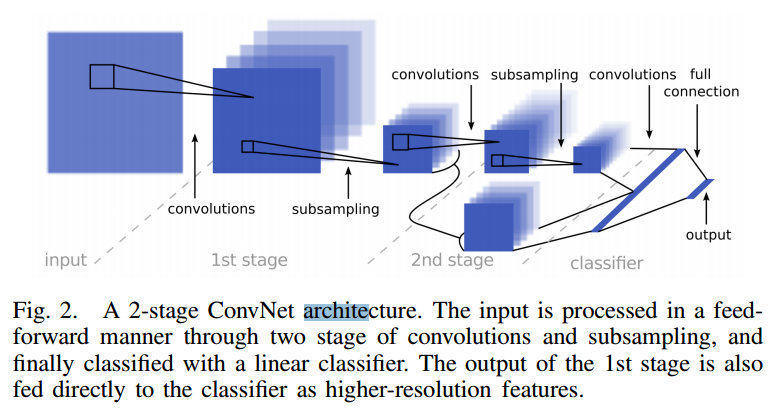 convolutions subsampling convolutions full
connection
convolutions
subsampling
output
input
1st stage
2nd stage
classifier
Fig. 2. A 2-stage ConvNet architecture. The input is processed in a feed-
forward manner through two stage of convolutions and subsampling, and
finally classified with a linear classifier. The output of the 1st stage is also
fed directly to the classifier as higher-resolution features.